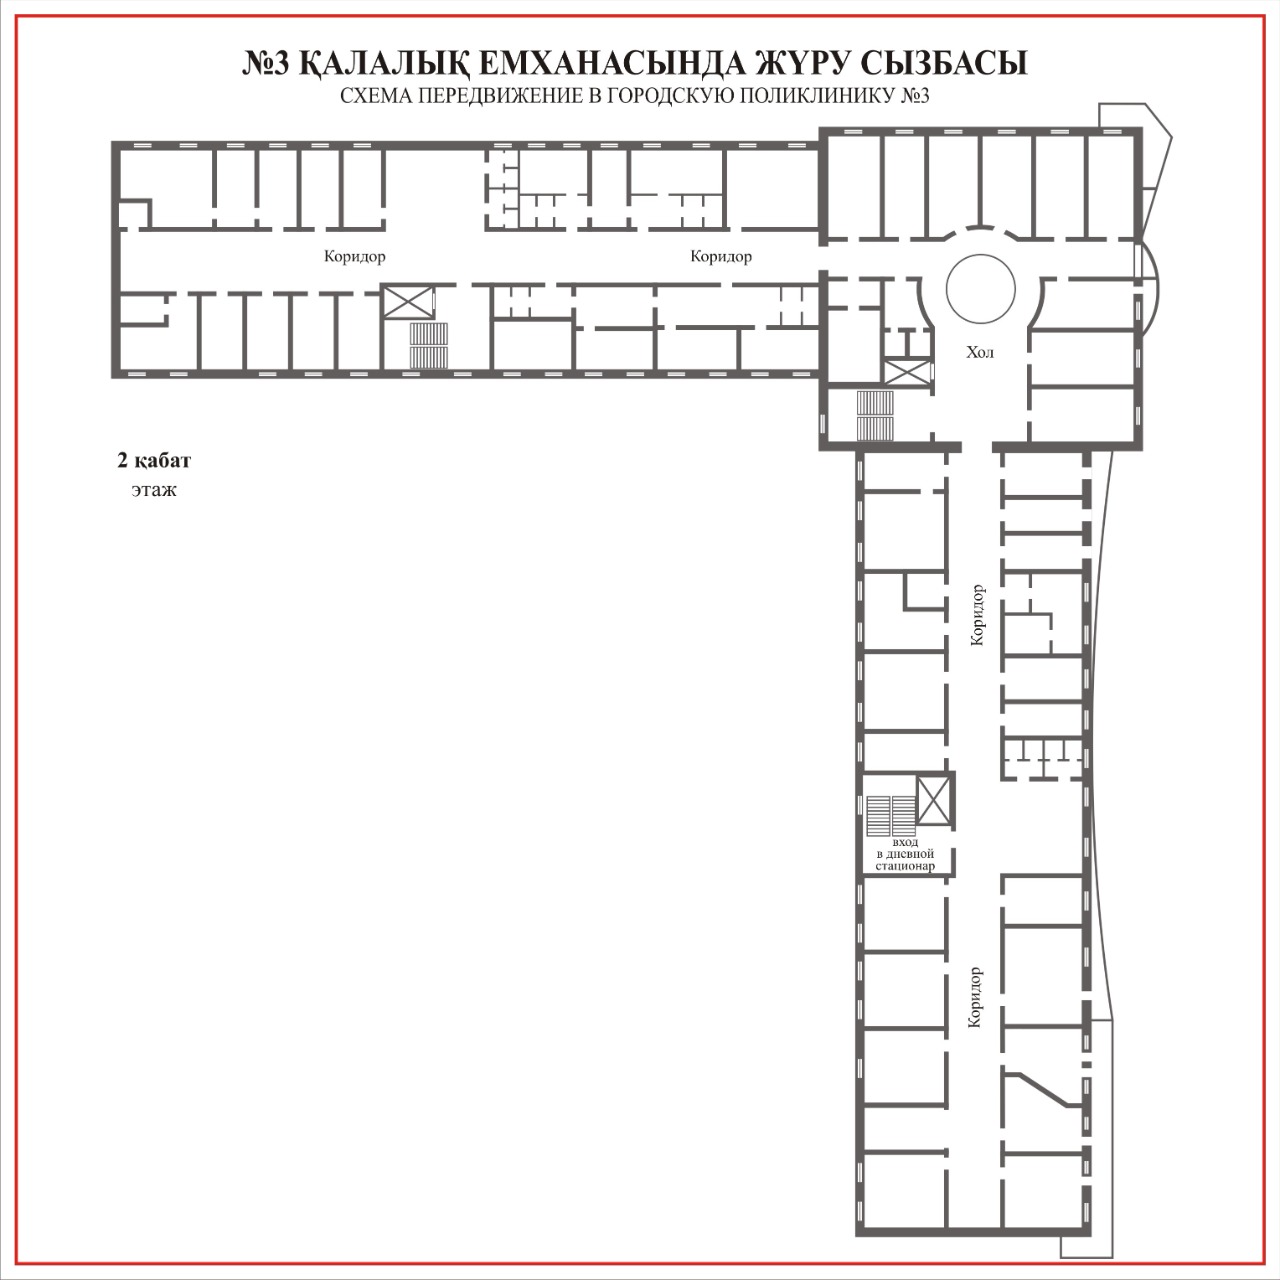 №3 ҚАЛАЛЫҚ ЕМХАНАСЫНДА ЖҮРУ СЫЗБАСЫ
СХЕМА ПЕРЕДВИЖЕНИЕ В ГОРОДСКУЮ ПОЛИКЛИНИКУ №3
Коридор
Коридор
Хол
2 қабат
этаж
Коридор
вход
в дневной
стационар
Коридор